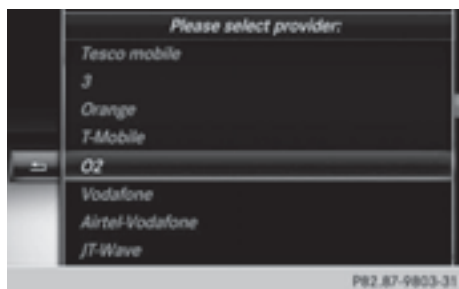 Please select provider:
Tesco mobile
3
Orange
T-Mobile
O2
Vodafone
Airtel-Vodafone
JT-Wave
P82.87-9803-31